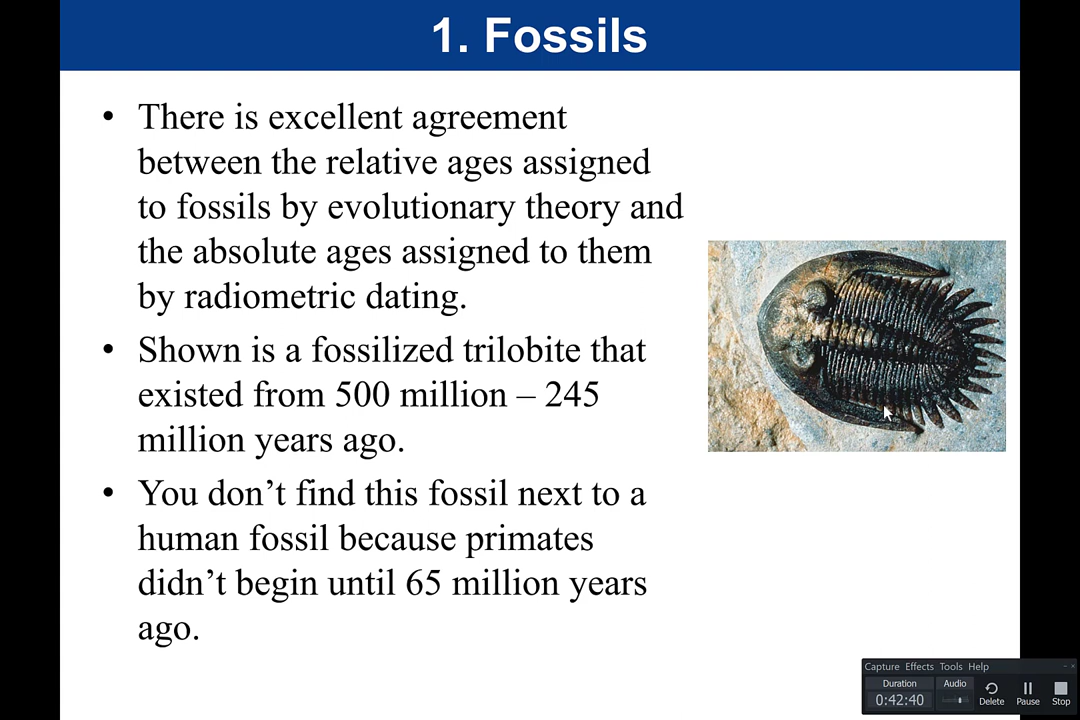 1. Fossils
• There is excellent agreement
between the relative ages assigned
to fossils by evolutionary theory and
the absolute ages assigned to them
by radiometric dating.
• Shown is a fossilized trilobite that
existed from 500 million – 245
million years ago.
• You don’t find this fossil next to a
human fossil because primates
didn’t begin until 65 million years
ago.
Capture Effects Tools Help
Duration Audio
0:42:40 Delete Pause Stop